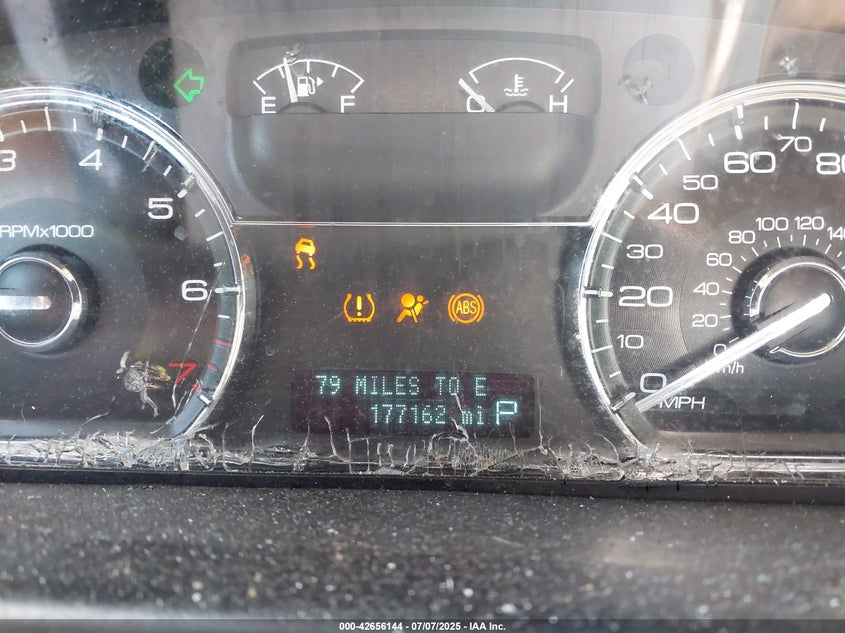 E F
C H
3 4 5 6 7
RPMx1000
ABS
79 MILES TO E
177162 mi P
0 10 20 30 40 50 60 70 80
MPH
0 20 40 60 80 100 120 140
km/h
000-42656144 - 07/07/2025 - IAA Inc.